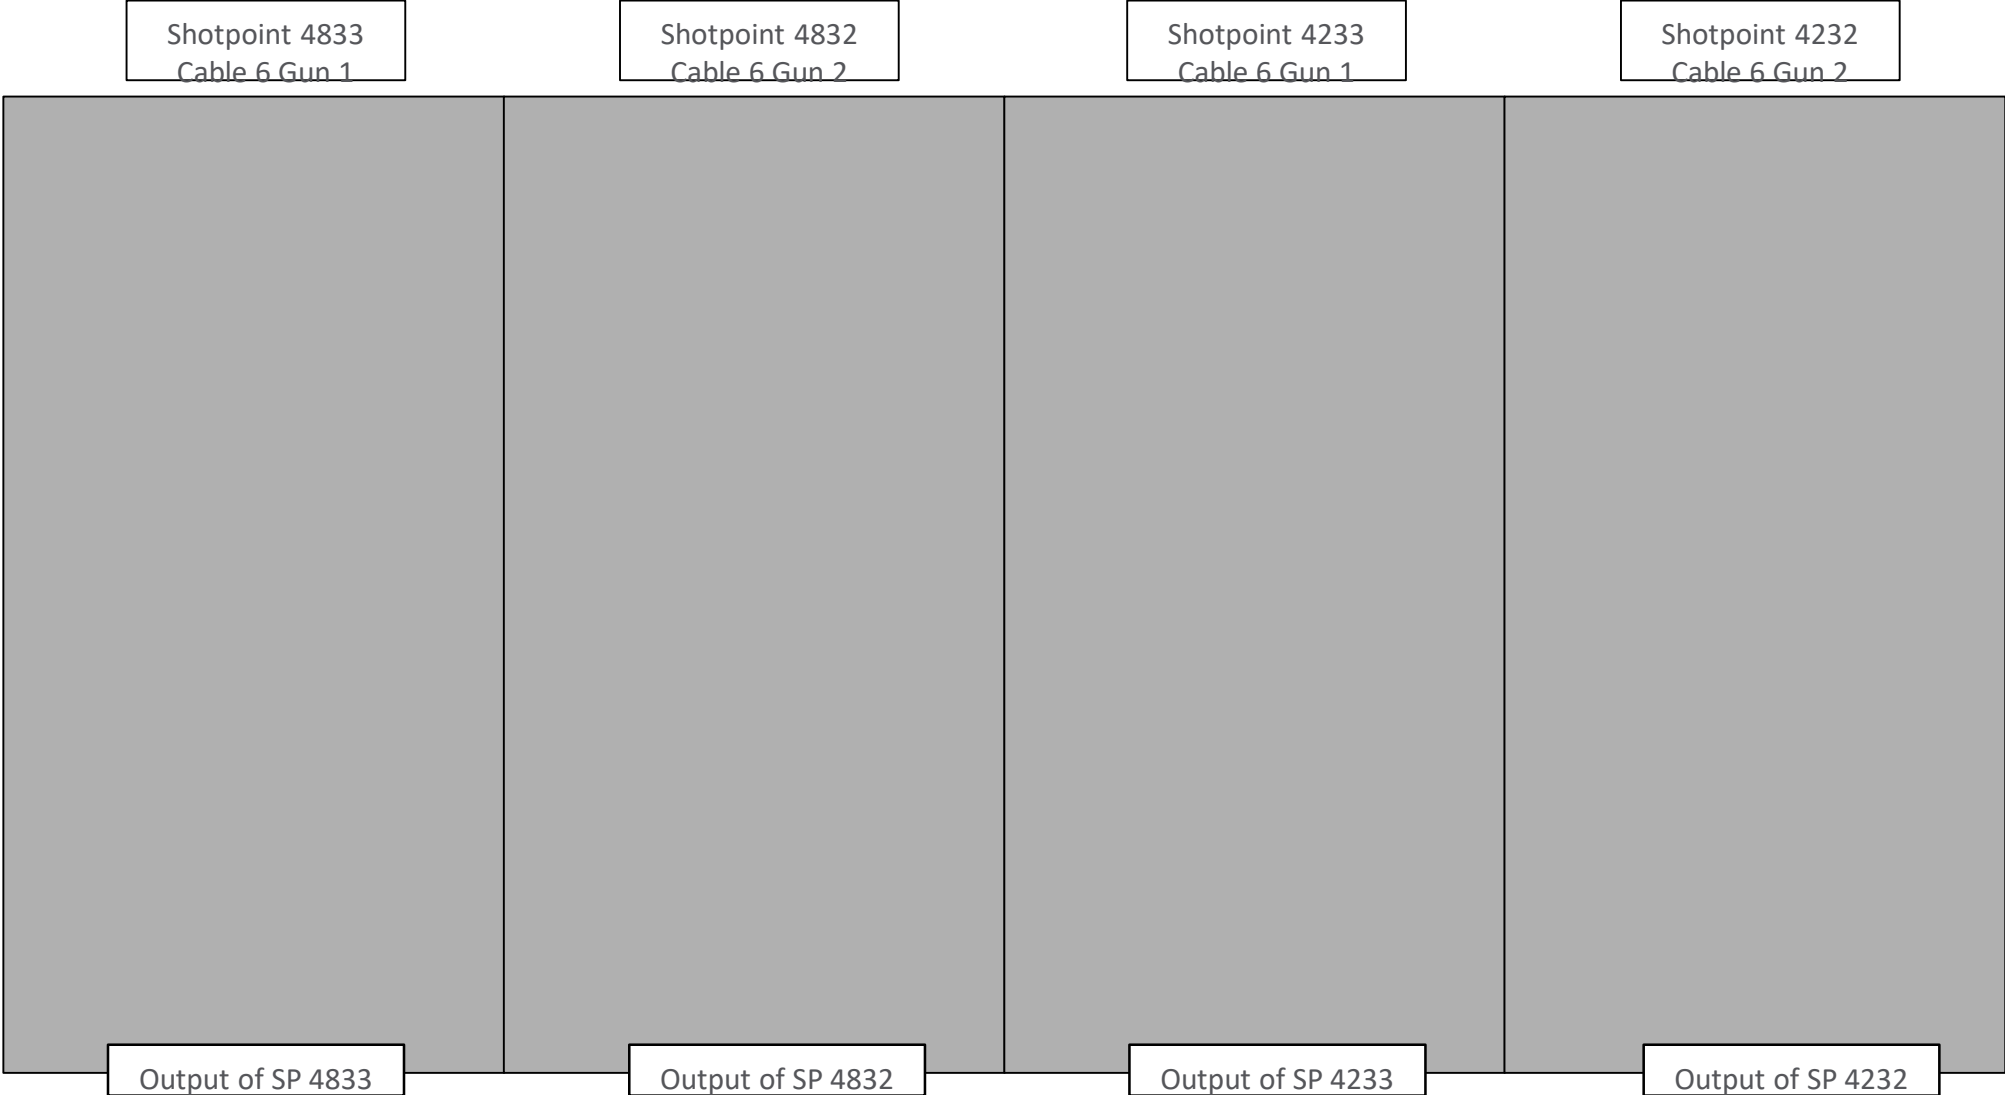 Shotpoint 4833
Cable 6 Gun 1
Shotpoint 4832
Cable 6 Gun 2
Shotpoint 4233
Cable 6 Gun 1
Shotpoint 4232
Cable 6 Gun 2
Output of SP 4833
Output of SP 4832
Output of SP 4233
Output of SP 4232